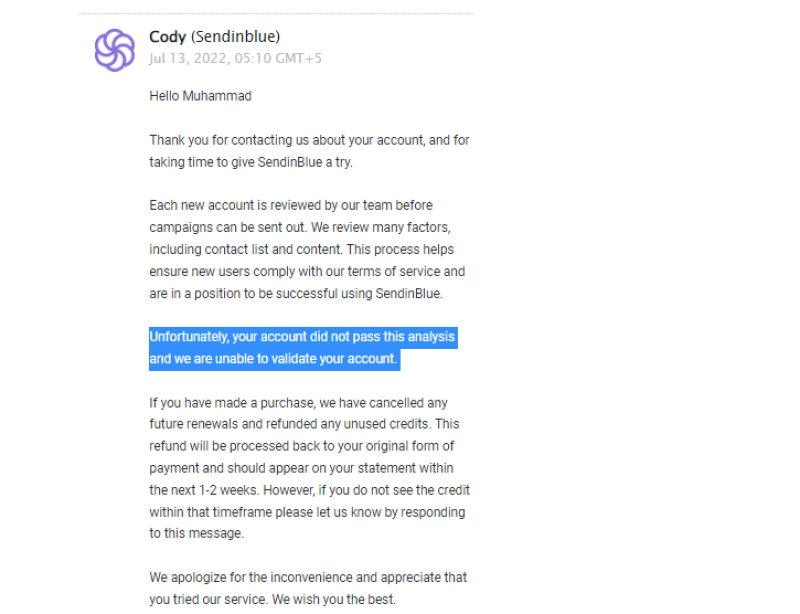 Cody (Sendinblue)
Jul 13, 2022, 05:10 GMT+5
Hello Muhammad
Thank you for contacting us about your account, and for
taking time to give SendinBlue a try.
Each new account is reviewed by our team before
campaigns can be sent out. We review many factors,
including contact list and content. This process helps
ensure new users comply with our terms of service and
are in a position to be successful using SendinBlue.
Unfortunately, your account did not pass this analysis
and we are unable to validate your account.
If you have made a purchase, we have cancelled any
future renewals and refunded any unused credits. This
refund will be processed back to your original form of
payment and should appear on your statement within
the next 1-2 weeks. However, if you do not see the credit
within that timeframe please let us know by responding
to this message.
We apologize for the inconvenience and appreciate that
you tried our service. We wish you the best.